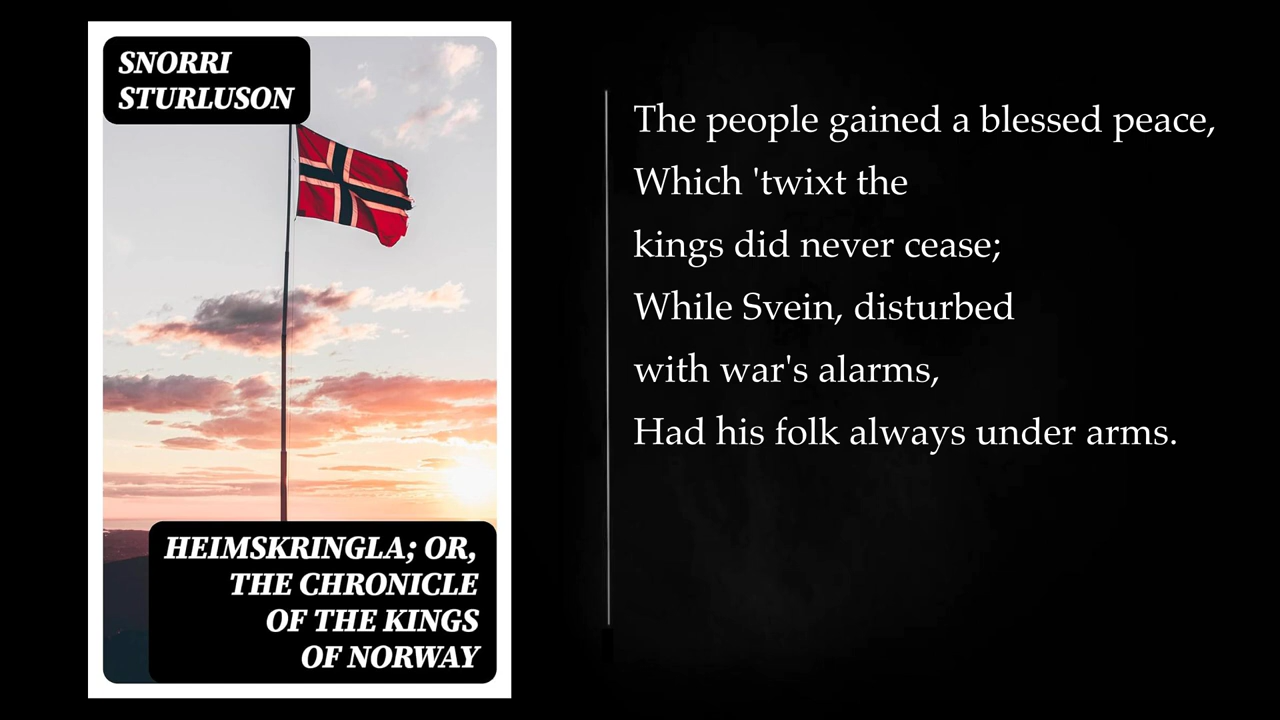 SNORRI
STURLUSON
HEIMSKRINGLA; OR,
THE CHRONICLE
OF THE KINGS
OF NORWAY
The people gained a blessed peace,
Which 'twixt the
kings did never cease;
While Svein, disturbed
with war's alarms,
Had his folk always under arms.